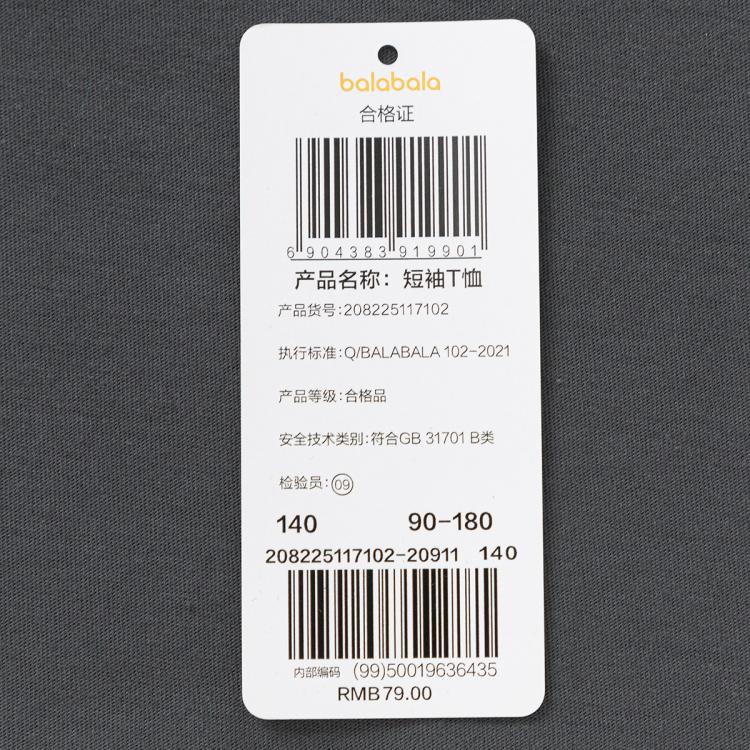 balabala
合格证
6 904383 919901
产品名称：短袖T恤
产品货号:208225117102
执行标准:Q/BALABALA 102-2021
产品等级:合格品
安全技术类别:符合GB 31701 B类
检验员:09
140 90-180
208225117102-20911 140
内部编码 (99)50019636435
RMB79.00